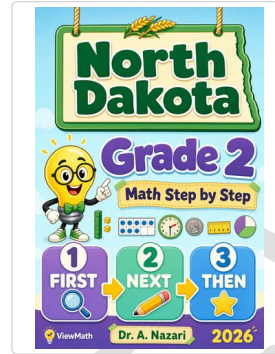 North
Dakota
Grade 2
Math Step by Step
1
FIRST
2
NEXT
3
THEN
ViewMath
Dr. A. Nazari
2026